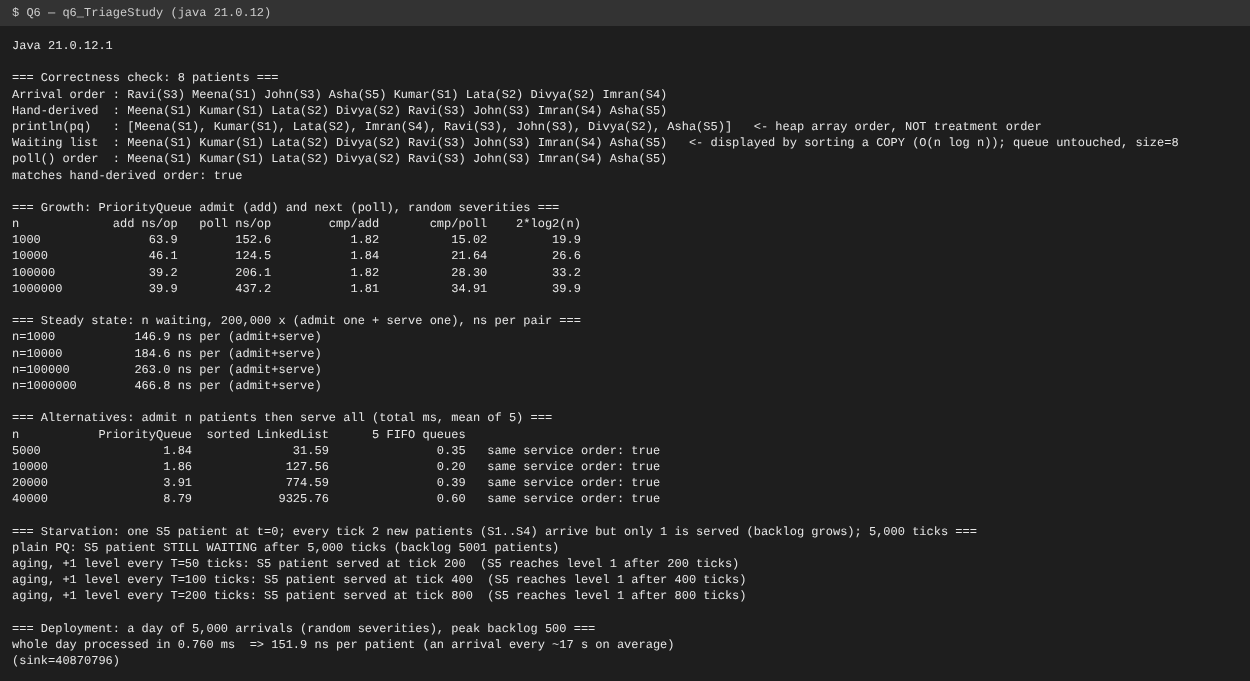 $ Q6 — q6_TriageStudy (java 21.0.12)
Java 21.0.12.1
=== Correctness check: 8 patients ===
Arrival order : Ravi(S3) Meena(S1) John(S3) Asha(S5) Kumar(S1) Lata(S2) Divya(S2) Imran(S4)
Hand-derived  : Meena(S1) Kumar(S1) Lata(S2) Divya(S2) Ravi(S3) John(S3) Imran(S4) Asha(S5)
println(pq)   : [Meena(S1), Kumar(S1), Lata(S2), Imran(S4), Ravi(S3), John(S3), Divya(S2), Asha(S5)]   <- heap array order, NOT treatment order
Waiting list  : Meena(S1) Kumar(S1) Lata(S2) Divya(S2) Ravi(S3) John(S3) Imran(S4) Asha(S5)   <- displayed by sorting a COPY (O(n log n)); queue untouched, size=8
poll() order  : Meena(S1) Kumar(S1) Lata(S2) Divya(S2) Ravi(S3) John(S3) Imran(S4) Asha(S5)
matches hand-derived order: true
=== Growth: PriorityQueue admit (add) and next (poll), random severities ===
n             add ns/op   poll ns/op        cmp/add       cmp/poll    2*log2(n)
1000               63.9        152.6           1.82          15.02         19.9
10000              46.1        124.5           1.84          21.64         26.6
100000             39.2        206.1           1.82          28.30         33.2
1000000            39.9        437.2           1.81          34.91         39.9
=== Steady state: n waiting, 200,000 x (admit one + serve one), ns per pair ===
n=1000           146.9 ns per (admit+serve)
n=10000          184.6 ns per (admit+serve)
n=100000         263.0 ns per (admit+serve)
n=1000000        466.8 ns per (admit+serve)
=== Alternatives: admit n patients then serve all (total ms, mean of 5) ===
n           PriorityQueue  sorted LinkedList      5 FIFO queues
5000                 1.84              31.59               0.35   same service order: true
10000                1.86             127.56               0.20   same service order: true
20000                3.91             774.59               0.39   same service order: true
40000                8.79            9325.76               0.60   same service order: true
=== Starvation: one S5 patient at t=0; every tick 2 new patients (S1..S4) arrive but only 1 is served (backlog grows); 5,000 ticks ===
plain PQ: S5 patient STILL WAITING after 5,000 ticks (backlog 5001 patients)
aging, +1 level every T=50 ticks: S5 patient served at tick 200  (S5 reaches level 1 after 200 ticks)
aging, +1 level every T=100 ticks: S5 patient served at tick 400  (S5 reaches level 1 after 400 ticks)
aging, +1 level every T=200 ticks: S5 patient served at tick 800  (S5 reaches level 1 after 800 ticks)
=== Deployment: a day of 5,000 arrivals (random severities), peak backlog 500 ===
whole day processed in 0.760 ms  => 151.9 ns per patient (an arrival every ~17 s on average)
(sink=40870796)